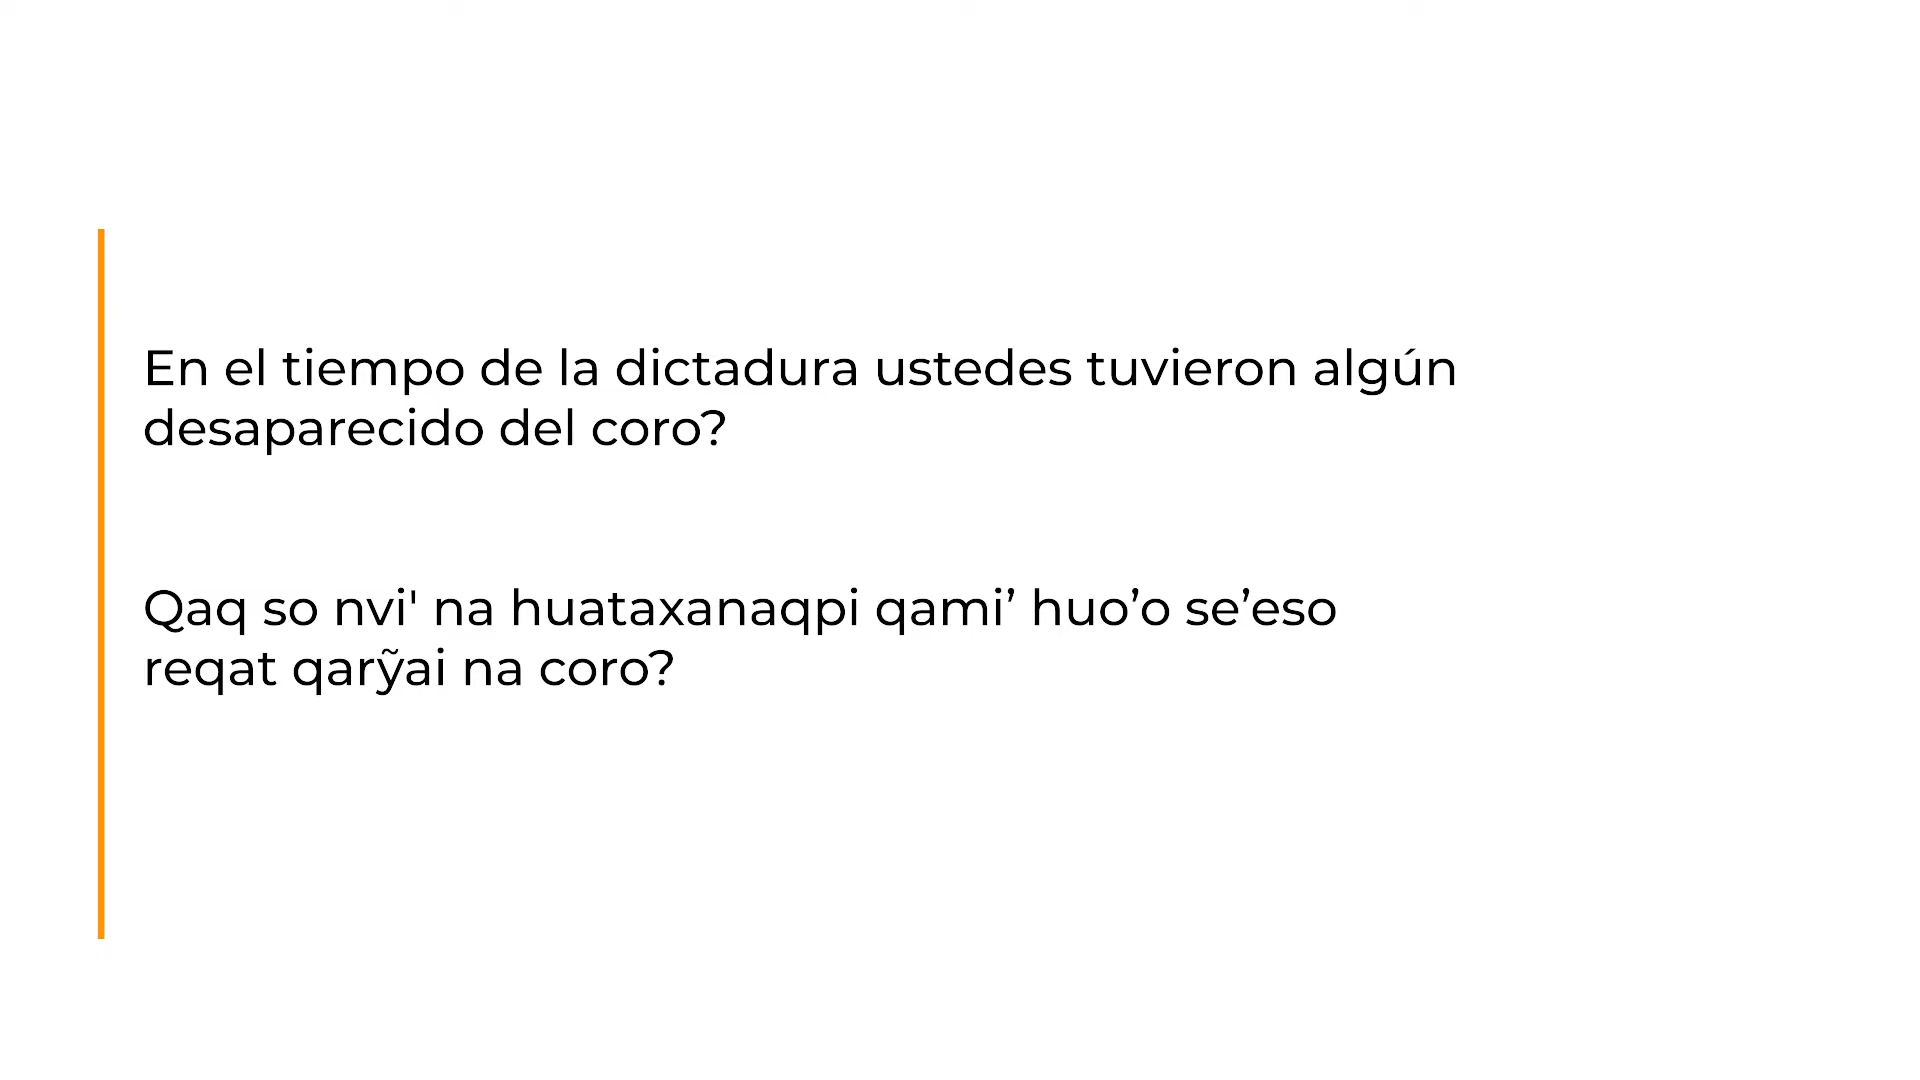 En el tiempo de la dictadura ustedes tuvieron algún
desaparecido del coro?
Qaq so nvi' na huataxanaqpi qami’ huo’o se’eso
reqat qarỹai na coro?